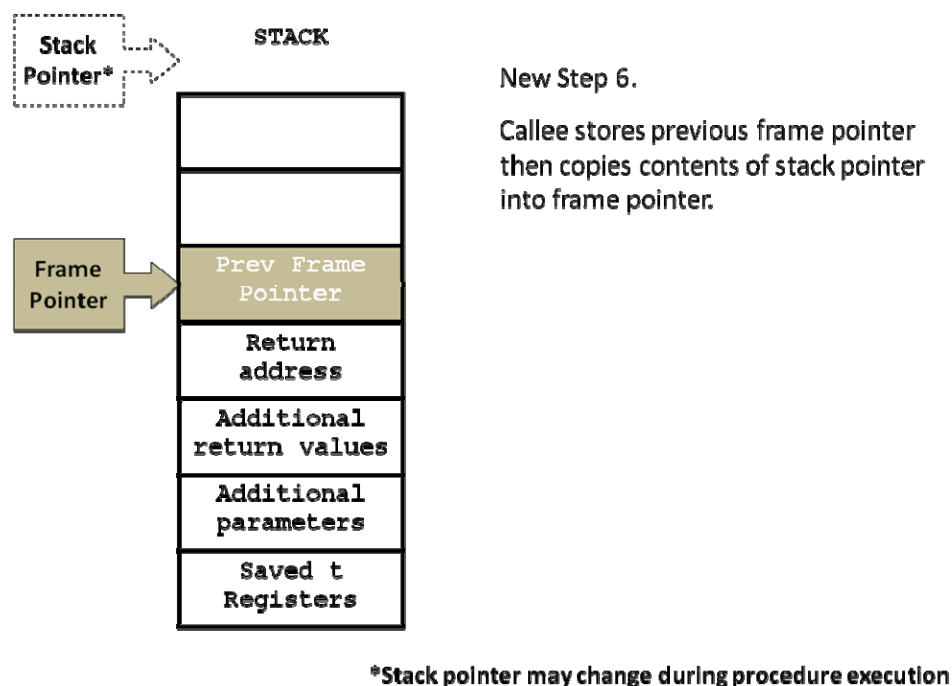 Stack
Pointer*
STACK
New Step 6.
Callee stores previous frame pointer
then copies contents of stack pointer
into frame pointer.
Frame
Pointer
Prev Frame
Pointer
Return
address
Additional
return values
Additional
parameters
Saved t
Registers
*Stack pointer may change during procedure execution